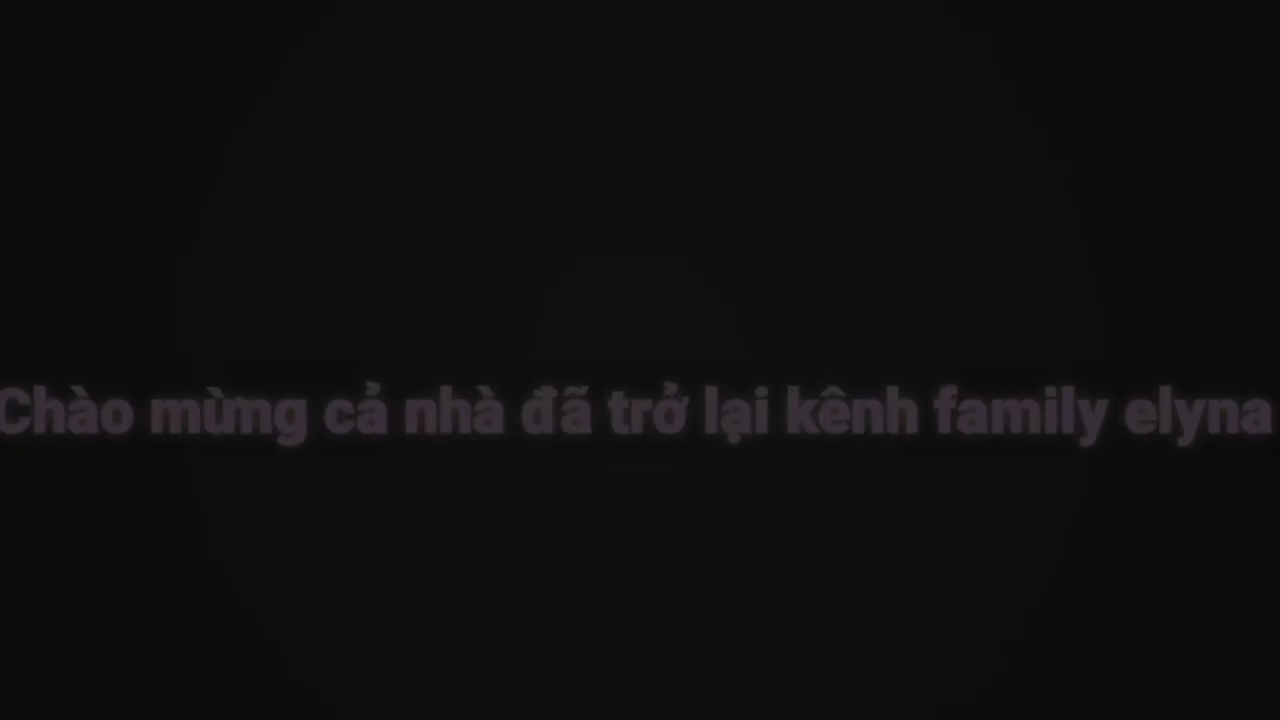 Chào mừng cả nhà đã trở lại kênh family elyna